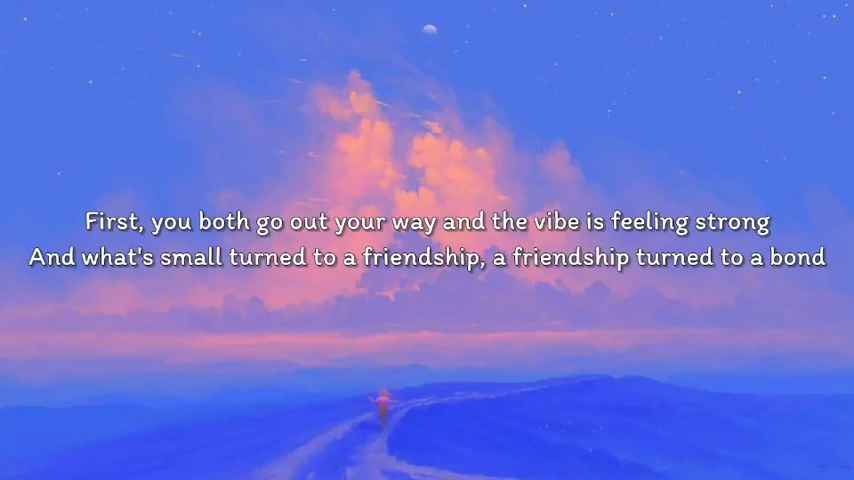 First, you both go out your way and the vibe is feeling strong
And what's small turned to a friendship, a friendship turned to a bond